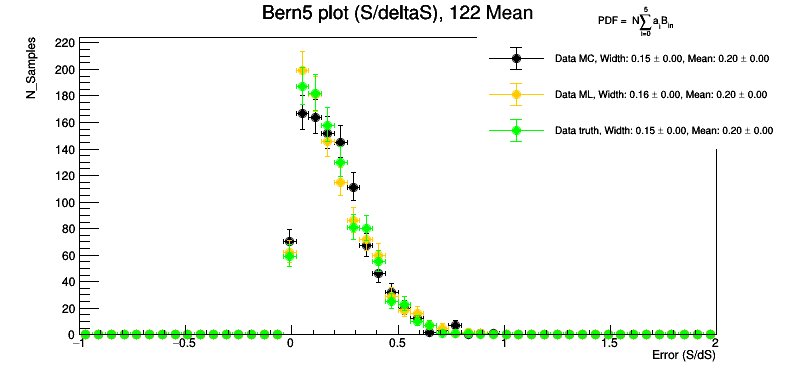 Bern5 plot (S/deltaS), 122 Mean
PDF = N∑ a_i B_in
5
i=0
N_Samples
Data MC, Width: 0.15 ± 0.00, Mean: 0.20 ± 0.00
Data ML, Width: 0.16 ± 0.00, Mean: 0.20 ± 0.00
Data truth, Width: 0.15 ± 0.00, Mean: 0.20 ± 0.00
220
200
180
160
140
120
100
80
60
40
20
0
−1 −0.5 0 0.5 1 1.5 2
Error (S/dS)